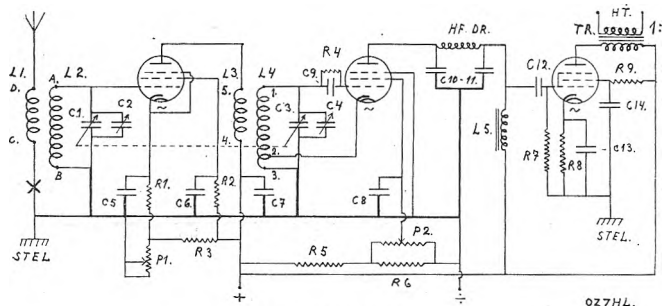 HT.
TR. 1:
L1. D. A. L2. L3. L4 R4 HF. DR. C12. R9.
5. 1. C9 C10-11.
C1 C2 C3 C4 L5. C14.
C. B 4. 2. 3.
R1. R2 R7 R8 C13.
C5 C6. C7 C8
STEL. P1. R3 P2. STEL.
R5 R6
+ ÷
OZ7HL.